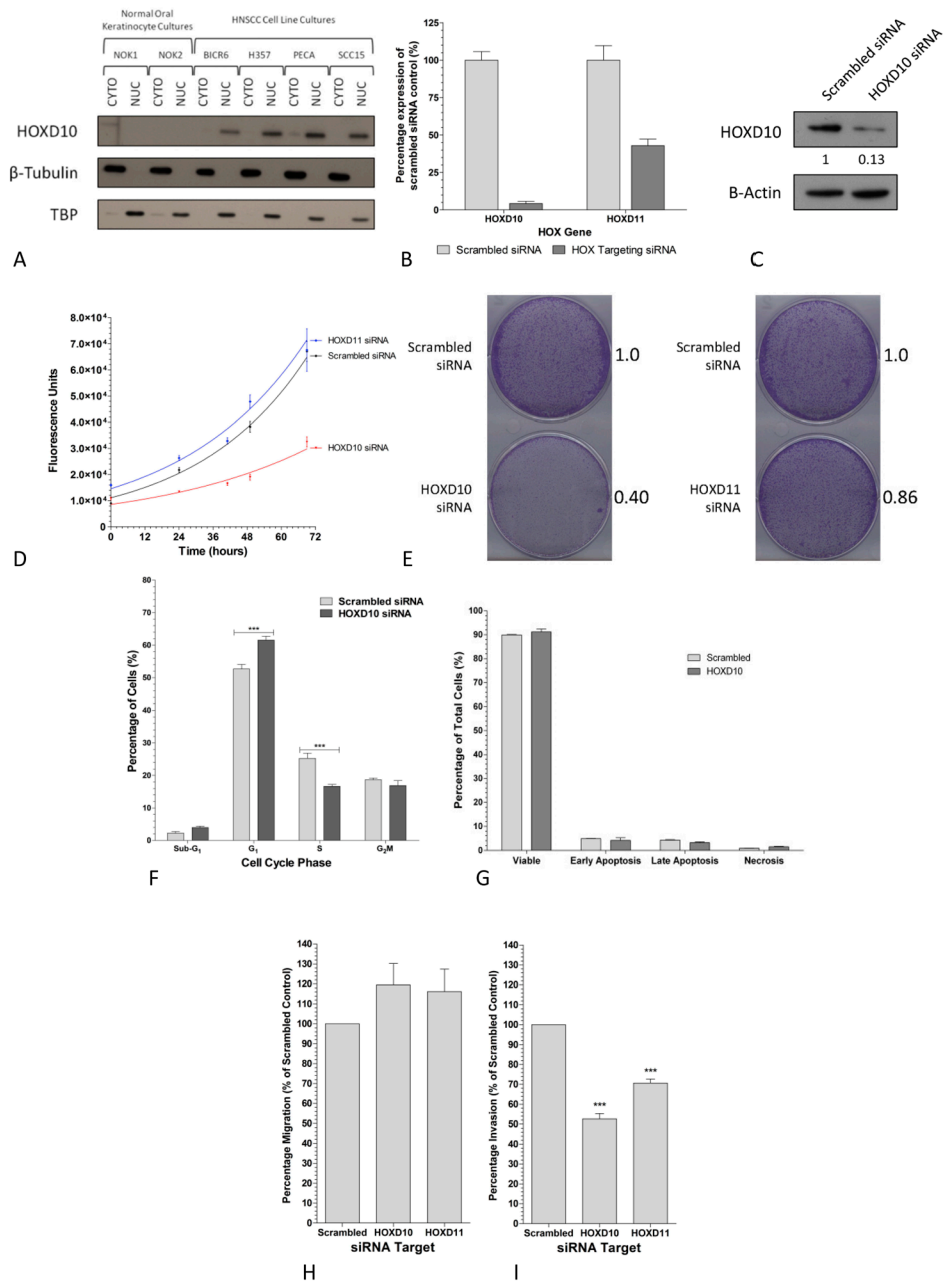 Normal Oral
Keratinocyte Cultures
HNSCC Cell Line Cultures
NOK1 NOK2 BICR6 H357 PECA SCC15
CYTO NUC CYTO NUC CYTO NUC CYTO NUC CYTO NUC CYTO NUC
HOXD10
β-Tubulin
TBP
A
Percentage expression of
scrambled siRNA control (%)
125
100
75
50
25
0
HOXD10 HOXD11
HOX Gene
Scrambled siRNA HOX Targeting siRNA
B
Scrambled siRNA
HOXD10 siRNA
HOXD10
1 0.13
B-Actin
C
Fluorescence Units
8.0×10⁴
7.0×10⁴
6.0×10⁴
5.0×10⁴
4.0×10⁴
3.0×10⁴
2.0×10⁴
1.0×10⁴
0
0 12 24 36 48 60 72
Time (hours)
HOXD11 siRNA
Scrambled siRNA
HOXD10 siRNA
D
Scrambled
siRNA
1.0
HOXD10
siRNA
0.40
E
Scrambled
siRNA
1.0
HOXD11
siRNA
0.86
Percentage of Cells (%)
80
70
60
50
40
30
20
10
0
Scrambled siRNA
HOXD10 siRNA
***
***
Sub-G₁ G₁ S G₂M
Cell Cycle Phase
F
Percentage of Total Cells (%)
100
90
80
70
60
50
40
30
20
10
0
Scrambled
HOXD10
Viable Early Apoptosis Late Apoptosis Necrosis
G
Percentage Migration (% of Scrambled Control)
140
130
120
110
100
90
80
70
60
50
40
30
20
10
0
Scrambled HOXD10 HOXD11
siRNA Target
H
Percentage Invasion (% of Scrambled Control)
140
130
120
110
100
90
80
70
60
50
40
30
20
10
0
***
***
Scrambled HOXD10 HOXD11
siRNA Target
I